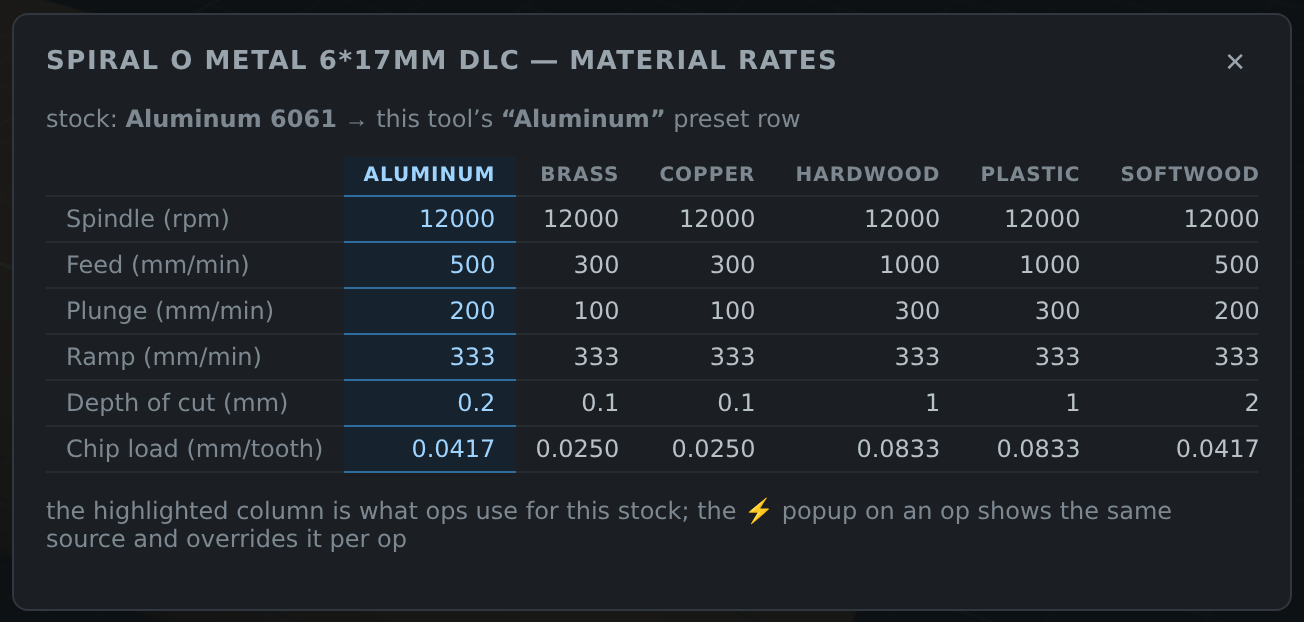 SPIRAL O METAL 6*17MM DLC — MATERIAL RATES ✕
stock: Aluminum 6061 → this tool’s “Aluminum” preset row
ALUMINUM BRASS COPPER HARDWOOD PLASTIC SOFTWOOD
Spindle (rpm) 12000 12000 12000 12000 12000 12000
Feed (mm/min) 500 300 300 1000 1000 500
Plunge (mm/min) 200 100 100 300 300 200
Ramp (mm/min) 333 333 333 333 333 333
Depth of cut (mm) 0.2 0.1 0.1 1 1 2
Chip load (mm/tooth) 0.0417 0.0250 0.0250 0.0833 0.0833 0.0417
the highlighted column is what ops use for this stock; the ⚡ popup on an op shows the same
source and overrides it per op